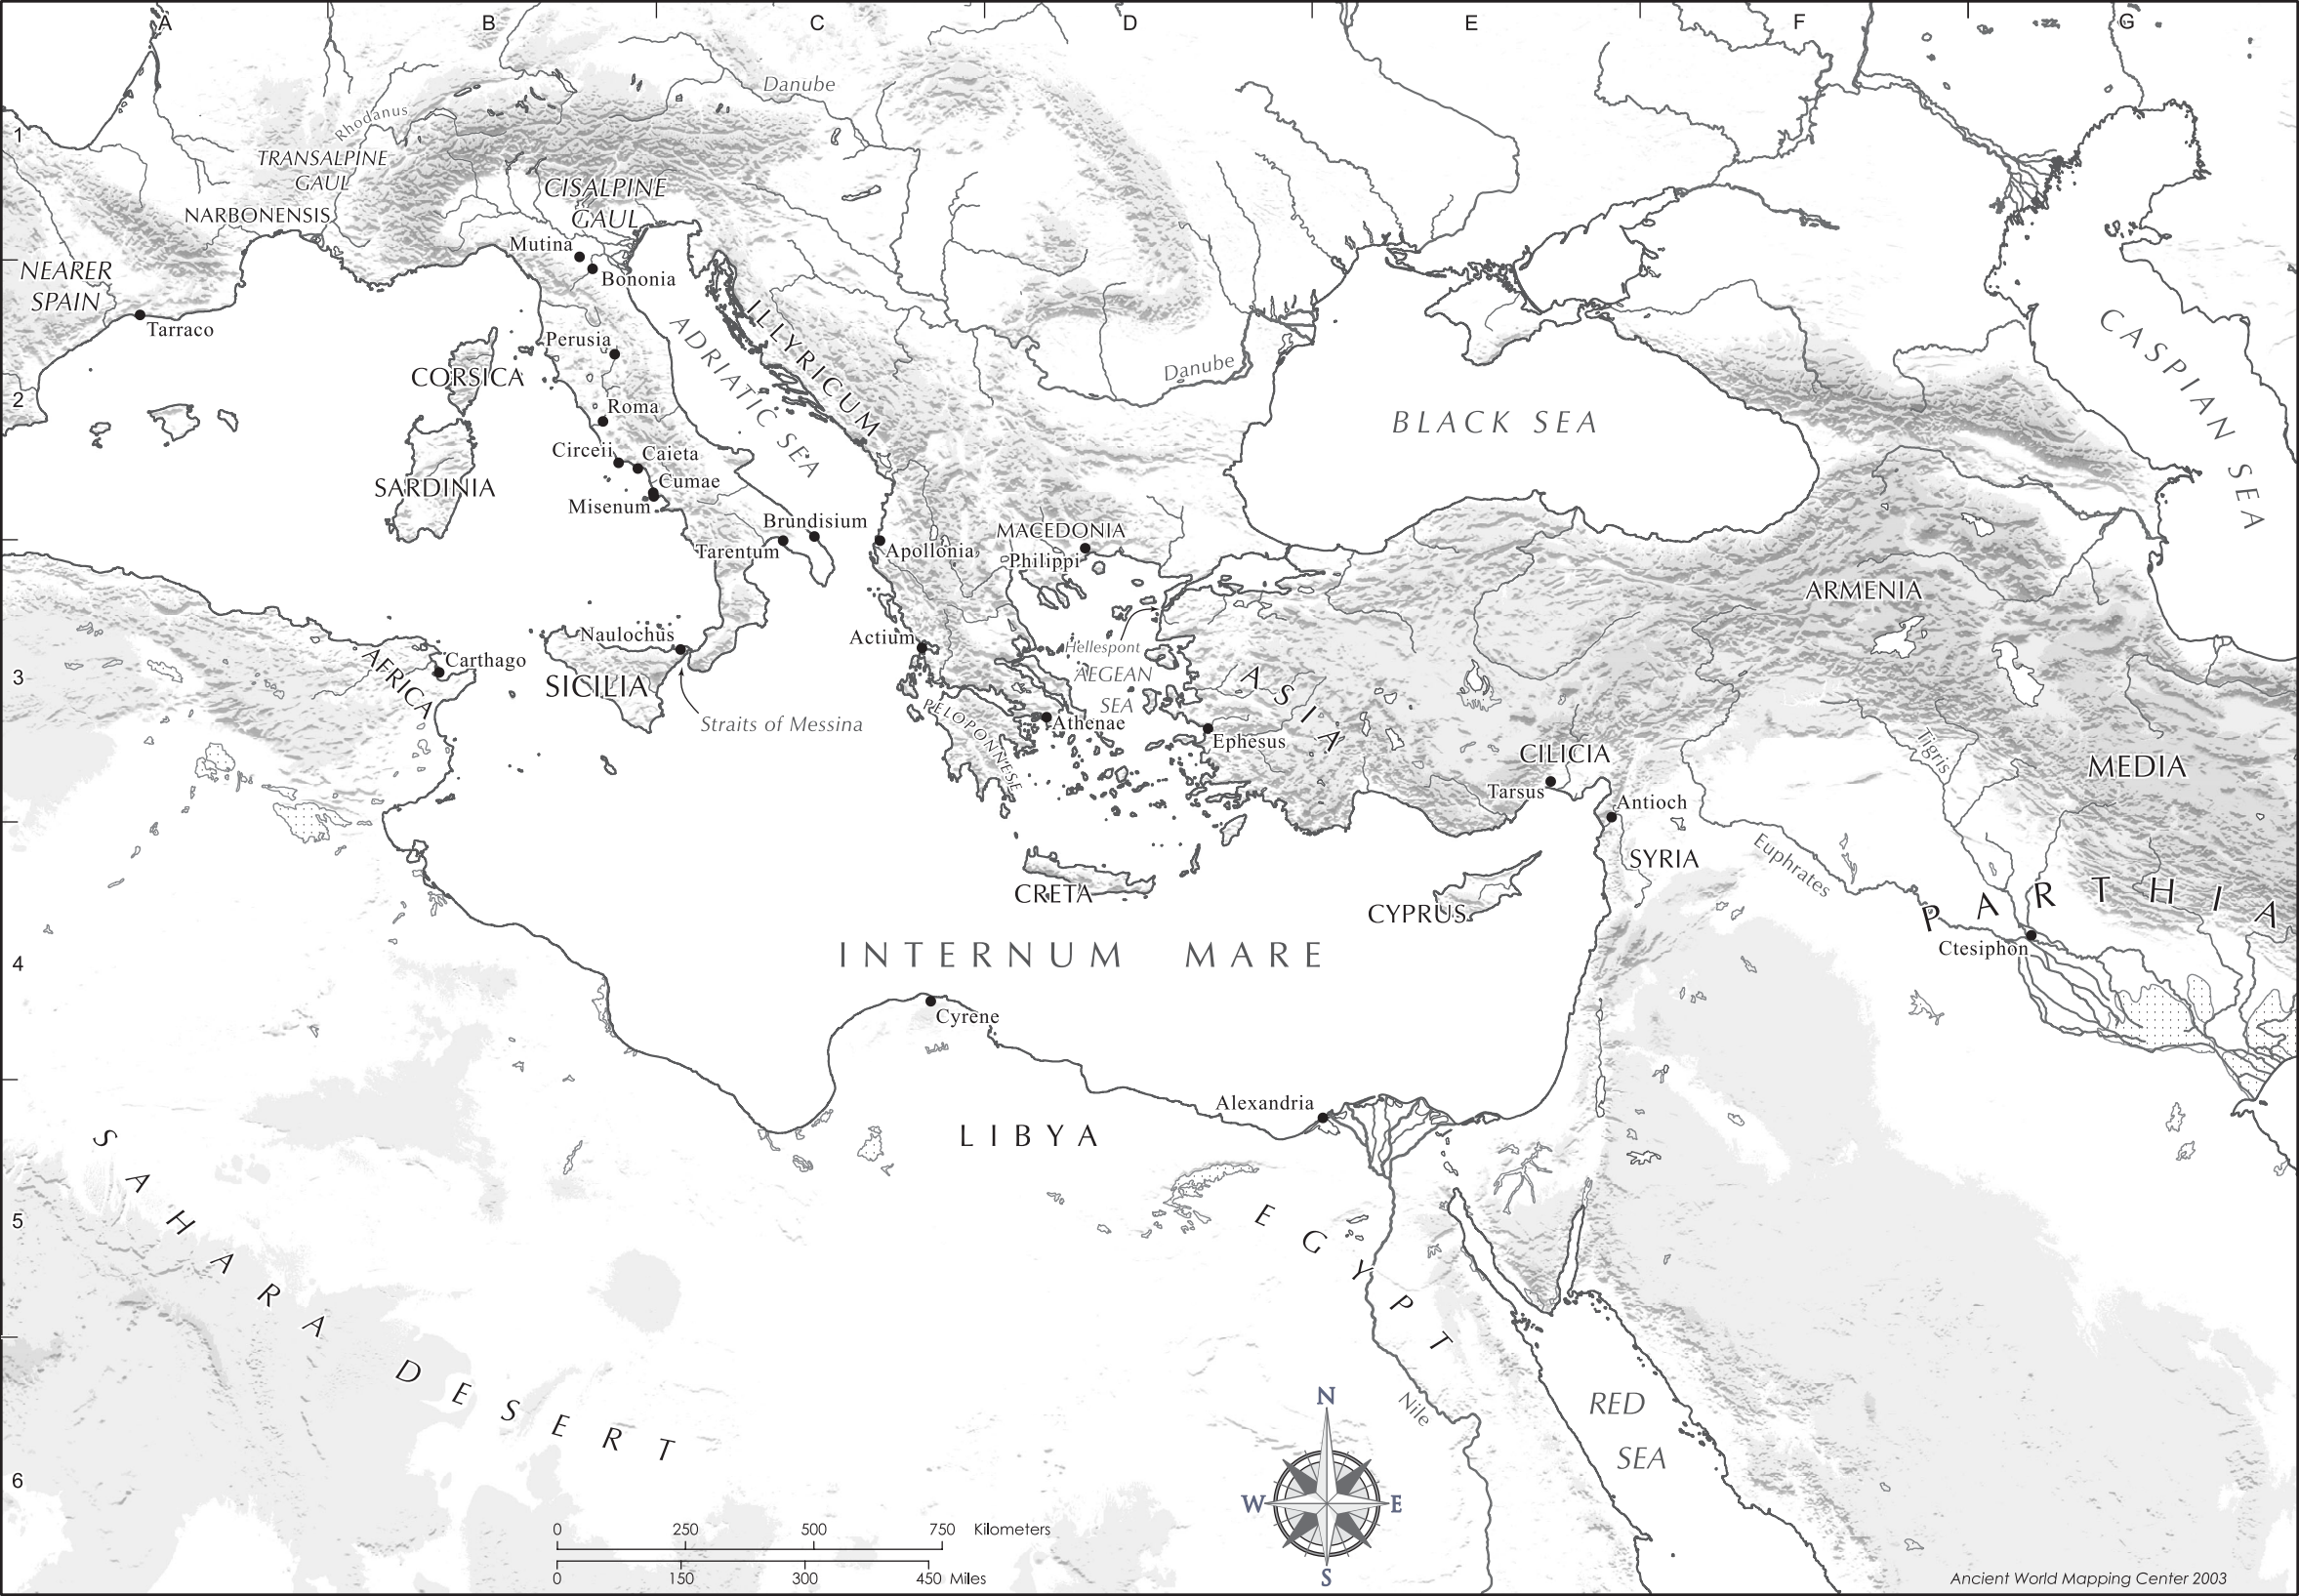 A B C D E F G
1
2
3
4
5
6
Danube
Rhodanus
TRANSALPINE
GAUL
NARBONENSIS
CISALPINE
GAUL
Mutina
Bononia
NEARER
SPAIN
Tarraco
ILLYRICUM
ADRIATIC SEA
Perusia
CORSICA
Roma
Circeii
Caieta
Cumae
Misenum
SARDINIA
Danube
BLACK SEA
CASPIAN SEA
Brundisium
Tarentum
Apollonia
MACEDONIA
Philippi
ARMENIA
Naulochus
Actium
Hellespont
Carthago
AFRICA
SICILIA
Straits of Messina
AEGEAN
SEA
ASIA
PELOPONNESE
Athenae
Ephesus
CILICIA
Tarsus
Antioch
Tigris
MEDIA
SYRIA
Euphrates
CRETA
CYPRUS
PARTHIA
Ctesiphon
INTERNUM MARE
Cyrene
Alexandria
LIBYA
EGYPT
SAHARA DESERT
Nile
RED
SEA
N
W E
S
0 250 500 750 Kilometers
0 150 300 450 Miles
Ancient World Mapping Center 2003